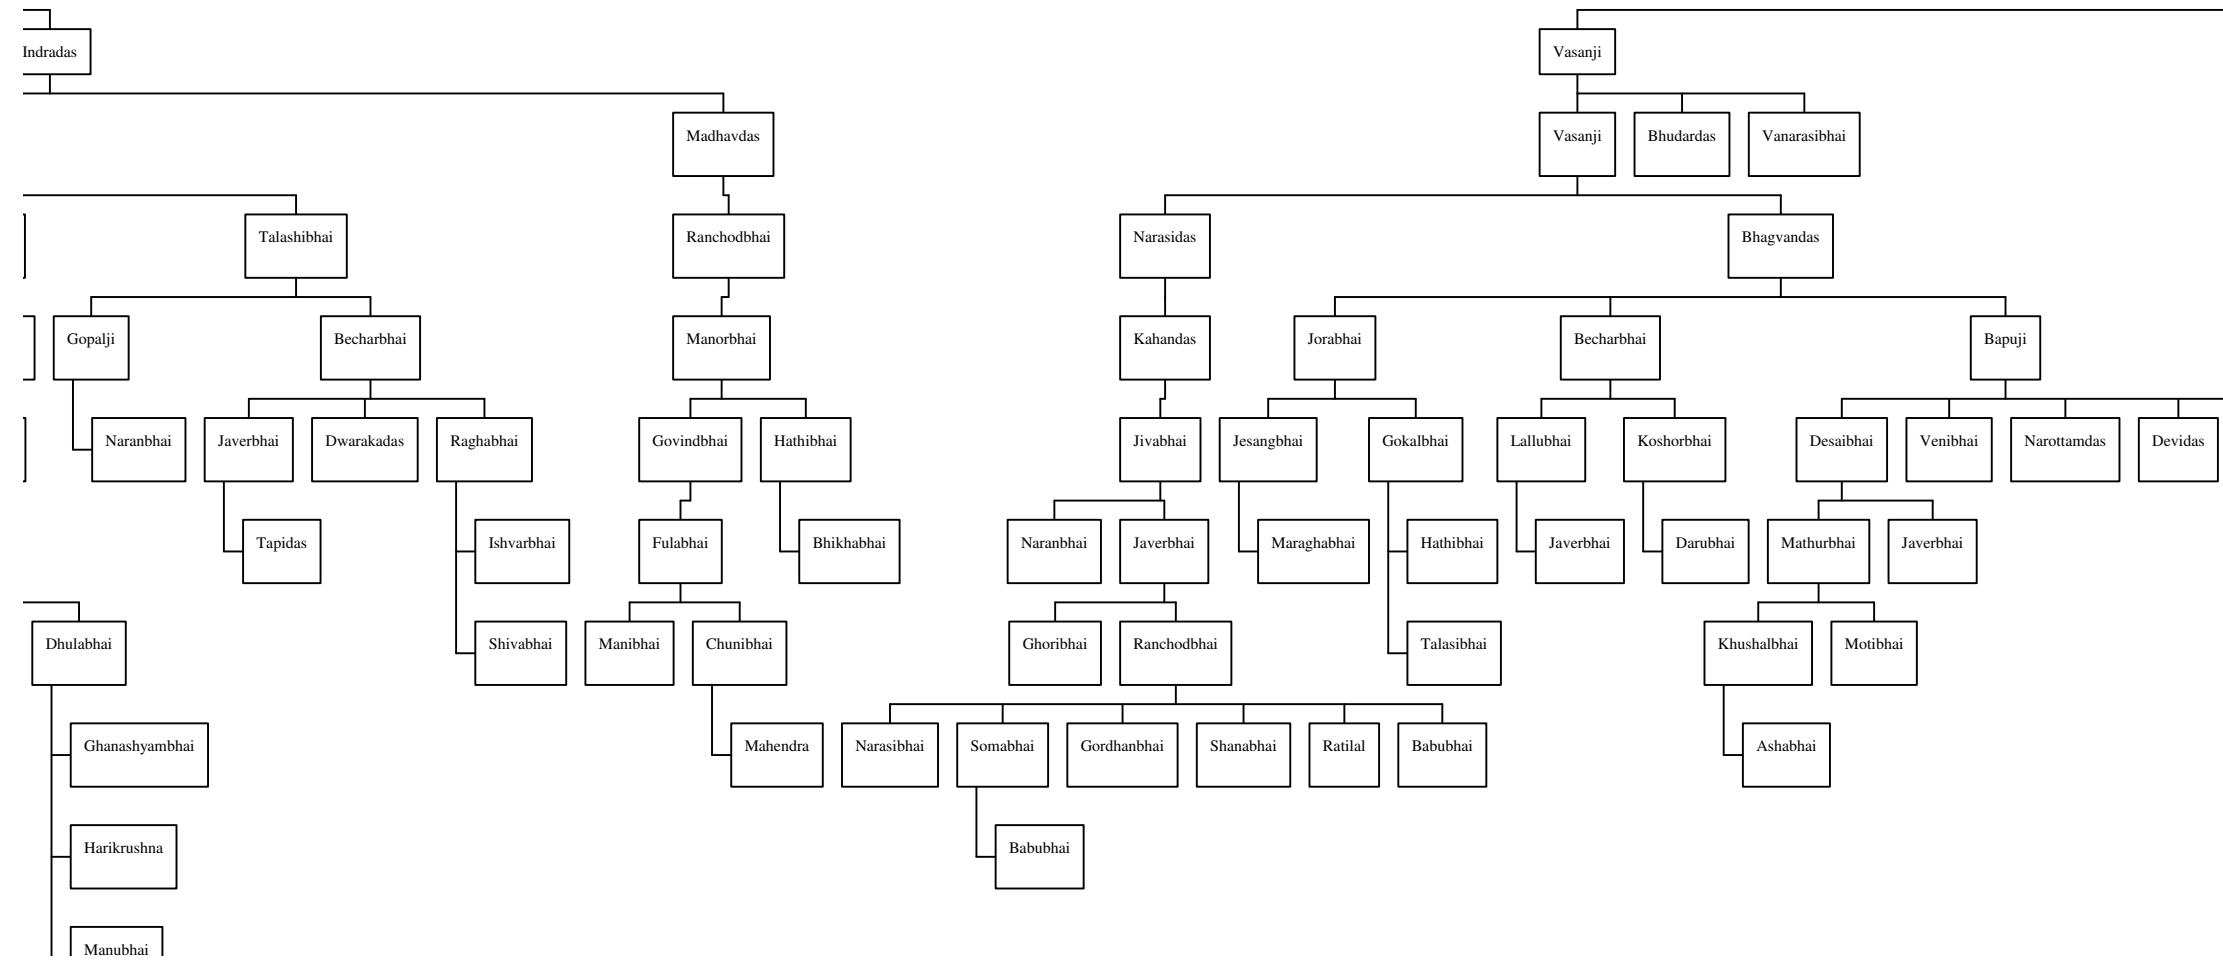 Indradas
Vasanji
Madhavdas
Vasanji
Bhudardas
Vanarasibhai
Talashibhai
Ranchodbhai
Narasidas
Bhagvandas
Gopalji
Becharbhai
Manorbhai
Kahandas
Jorabhai
Becharbhai
Bapuji
Naranbhai
Javerbhai
Dwarakadas
Raghabhai
Govindbhai
Hathibhai
Jivabhai
Jesangbhai
Gokalbhai
Lallubhai
Koshorbhai
Desaibhai
Venibhai
Narottamdas
Devidas
Tapidas
Ishvarbhai
Fulabhai
Bhikhabhai
Naranbhai
Javerbhai
Maraghabhai
Hathibhai
Javerbhai
Darubhai
Mathurbhai
Javerbhai
Dhulabhai
Shivabhai
Manibhai
Chunibhai
Ghoribhai
Ranchodbhai
Talasibhai
Khushalbhai
Motibhai
Ghanashyambhai
Mahendra
Narasibhai
Somabhai
Gordhanbhai
Shanabhai
Ratilal
Babubhai
Ashabhai
Harikrushna
Babubhai
Manubhai